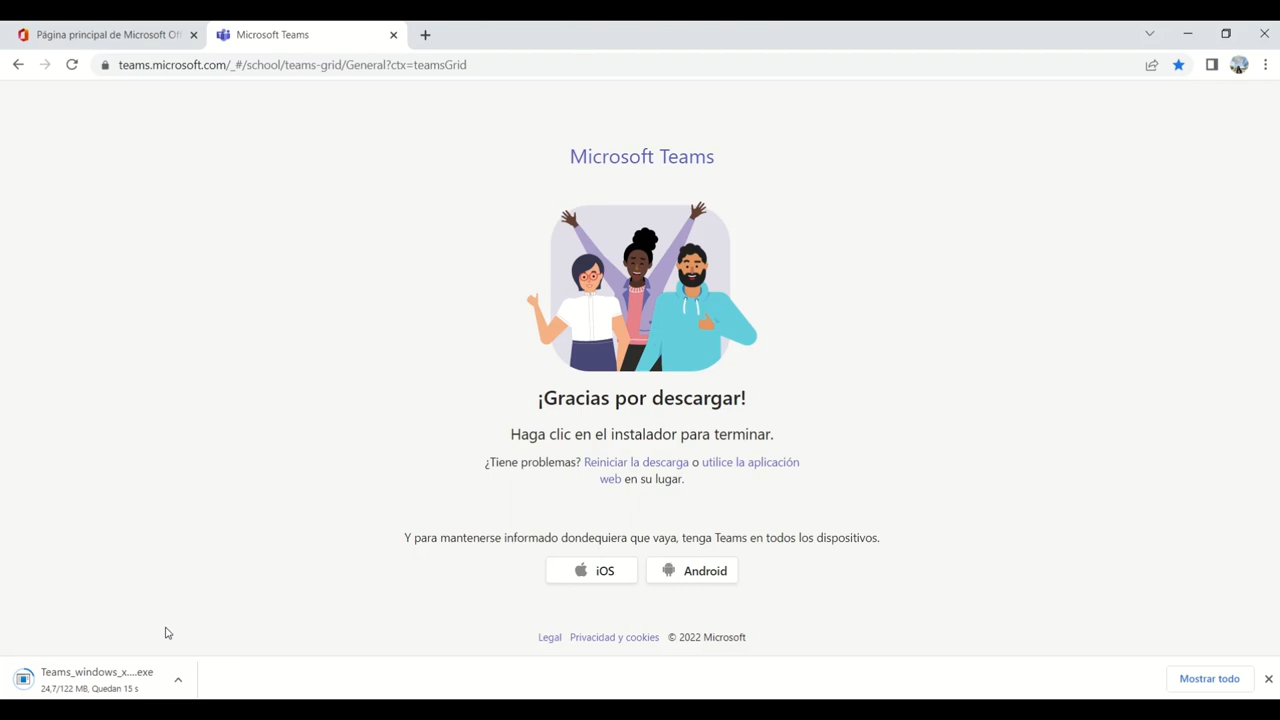 Página principal de Microsoft Off
Microsoft Teams
teams.microsoft.com/_#/school/teams-grid/General?ctx=teamsGrid
Microsoft Teams
¡Gracias por descargar!
Haga clic en el instalador para terminar.
¿Tiene problemas? Reiniciar la descarga o utilice la aplicación
web en su lugar.
Y para mantenerse informado dondequiera que vaya, tenga Teams en todos los dispositivos.
iOS
Android
Legal Privacidad y cookies © 2022 Microsoft
Teams_windows_x....exe
24,7/122 MB, Quedan 15 s
Mostrar todo